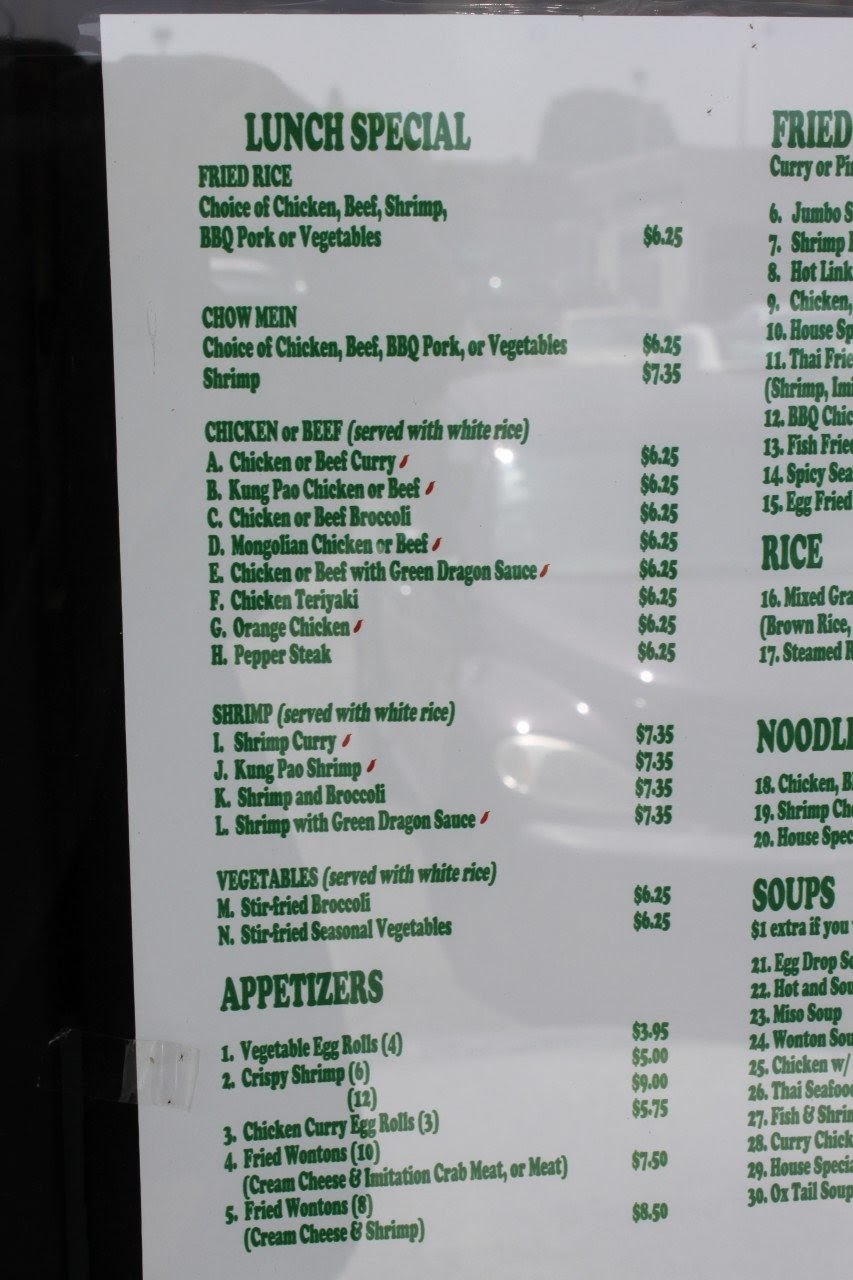 LUNCH SPECIAL
FRIED RICE
Choice of Chicken, Beef, Shrimp,
BBQ Pork or Vegetables $6.25
CHOW MEIN
Choice of Chicken, Beef, BBQ Pork, or Vegetables $6.25
Shrimp $7.35
CHICKEN or BEEF (served with white rice)
A. Chicken or Beef Curry $6.25
B. Kung Pao Chicken or Beef $6.25
C. Chicken or Beef Broccoli $6.25
D. Mongolian Chicken or Beef $6.25
E. Chicken or Beef with Green Dragon Sauce $6.25
F. Chicken Teriyaki $6.25
G. Orange Chicken $6.25
H. Pepper Steak $6.25
SHRIMP (served with white rice)
I. Shrimp Curry $7.35
J. Kung Pao Shrimp $7.35
K. Shrimp and Broccoli $7.35
L. Shrimp with Green Dragon Sauce $7.35
VEGETABLES (served with white rice)
M. Stir-fried Broccoli $6.25
N. Stir-fried Seasonal Vegetables $6.25
APPETIZERS
1. Vegetable Egg Rolls (4) $3.95
2. Crispy Shrimp (6) $5.00
(12) $9.00
3. Chicken Curry Egg Rolls (3) $5.75
4. Fried Wontons (10)
(Cream Cheese & Imitation Crab Meat, or Meat) $7.50
5. Fried Wontons (8)
(Cream Cheese & Shrimp) $8.50
FRIED
Curry or
6. Jumbo
7. Shrimp
8. Hot Link
9. Chicken,
10. House
11. Thai
(Shrimp,
12. BBQ
13. Fish
14. Spicy
15. Egg Fried
RICE
16. Mixed
(Brown Rice,
17. Steamed
NOODL
18. Chicken,
19. Shrimp
20. House
SOUPS
$1 extra if you
21. Egg Drop
22. Hot and
23. Miso Soup
24. Wonton
25. Chicken w/
26. Thai
27. Fish &
28. Curry
29. House
30. Ox Tail Soup